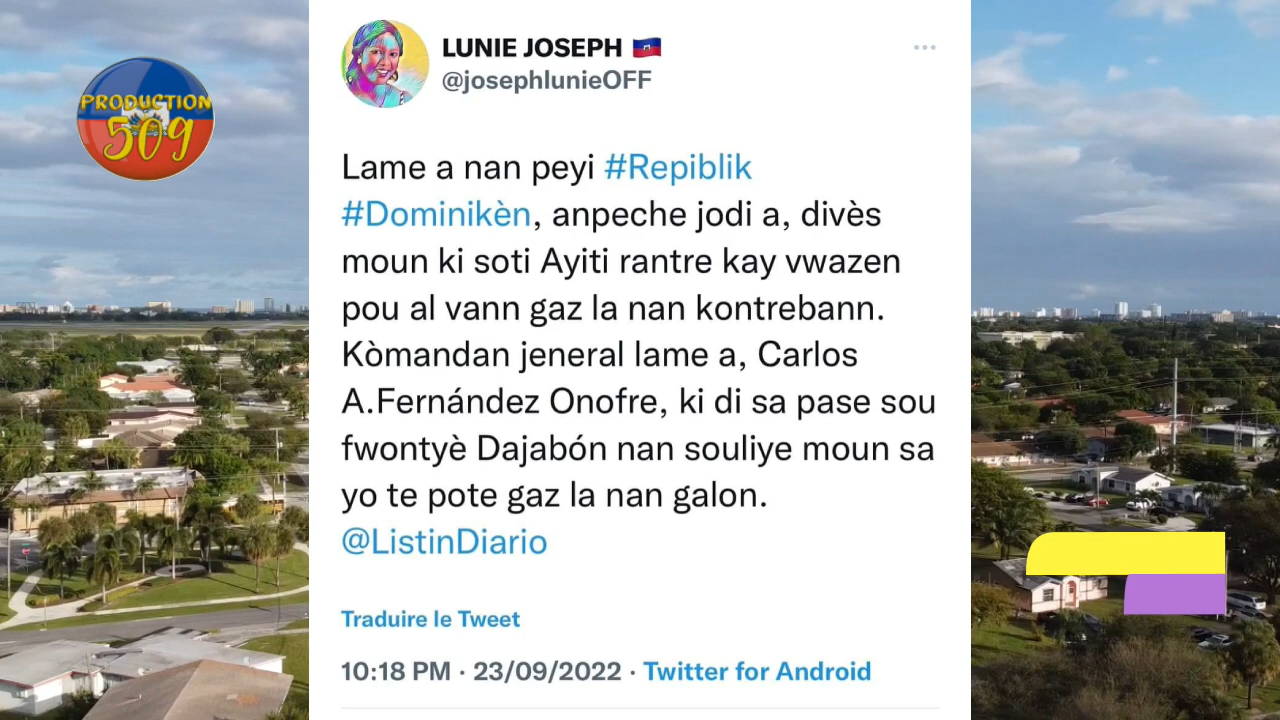 PRODUCTION
509
LUNIE JOSEPH
@josephlunieOFF
Lame a nan peyi #Repiblik
#Dominikèn, anpeche jodi a, divès
moun ki soti Ayiti rantre kay vwazen
pou al vann gaz la nan kontrebann.
Kòmandan jeneral lame a, Carlos
A.Fernández Onofre, ki di sa pase sou
fwontyè Dajabón nan souliye moun sa
yo te pote gaz la nan galon.
@ListinDiario
Traduire le Tweet
10:18 PM · 23/09/2022 · Twitter for Android